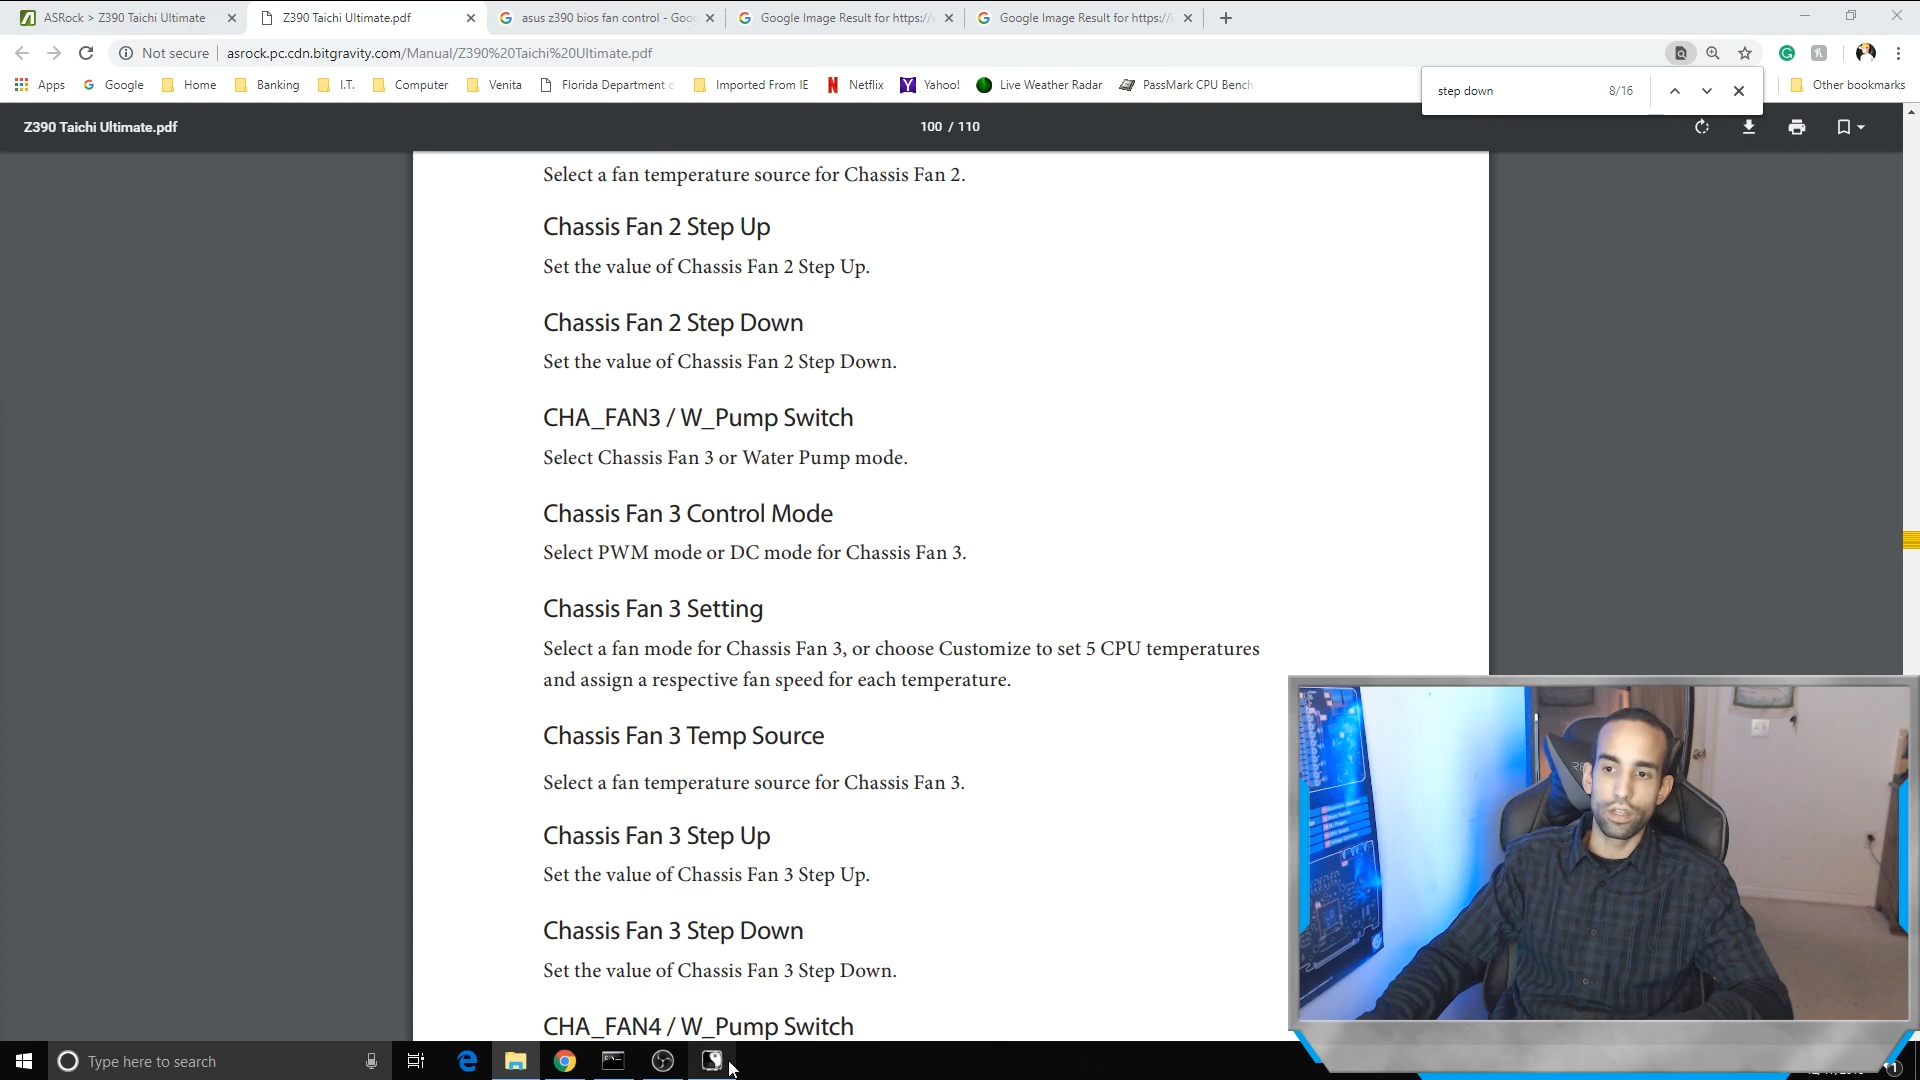 ASRock > Z390 Taichi Ultimate
Z390 Taichi Ultimate.pdf
asus z390 bios fan control - Goo
Google Image Result for https://
Google Image Result for https://
Not secure
asrock.pc.cdn.bitgravity.com/Manual/Z390%20Taichi%20Ultimate.pdf
Apps
Google
Home
Banking
I.T.
Computer
Venita
Florida Department o
Imported From IE
Netflix
Yahoo!
Live Weather Radar
PassMark CPU Bench
step down
8/16
Other bookmarks
Z390 Taichi Ultimate.pdf
100 / 110
Select a fan temperature source for Chassis Fan 2.
Chassis Fan 2 Step Up
Set the value of Chassis Fan 2 Step Up.
Chassis Fan 2 Step Down
Set the value of Chassis Fan 2 Step Down.
CHA_FAN3 / W_Pump Switch
Select Chassis Fan 3 or Water Pump mode.
Chassis Fan 3 Control Mode
Select PWM mode or DC mode for Chassis Fan 3.
Chassis Fan 3 Setting
Select a fan mode for Chassis Fan 3, or choose Customize to set 5 CPU temperatures
and assign a respective fan speed for each temperature.
Chassis Fan 3 Temp Source
Select a fan temperature source for Chassis Fan 3.
Chassis Fan 3 Step Up
Set the value of Chassis Fan 3 Step Up.
Chassis Fan 3 Step Down
Set the value of Chassis Fan 3 Step Down.
CHA_FAN4 / W_Pump Switch
Type here to search